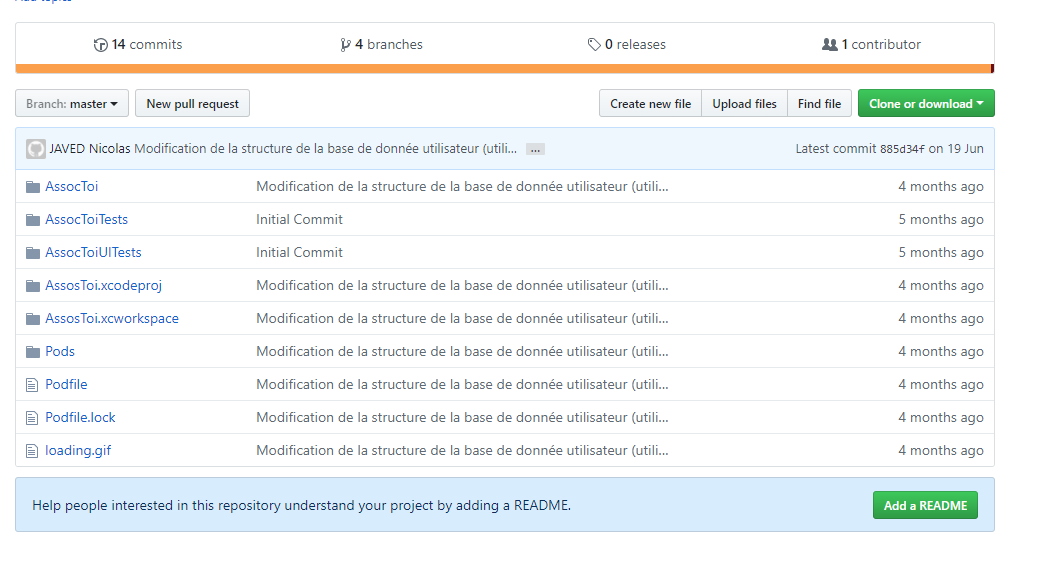 14 commits 4 branches 0 releases 1 contributor
Branch: master New pull request Create new file Upload files Find file Clone or download
JAVED Nicolas Modification de la structure de la base de donnée utilisateur (utili... ... Latest commit 885d34f on 19 Jun
AssocToi Modification de la structure de la base de donnée utilisateur (utili... 4 months ago
AssocToiTests Initial Commit 5 months ago
AssocToiUITests Initial Commit 5 months ago
AssosToi.xcodeproj Modification de la structure de la base de donnée utilisateur (utili... 4 months ago
AssosToi.xcworkspace Modification de la structure de la base de donnée utilisateur (utili... 4 months ago
Pods Modification de la structure de la base de donnée utilisateur (utili... 4 months ago
Podfile Modification de la structure de la base de donnée utilisateur (utili... 4 months ago
Podfile.lock Modification de la structure de la base de donnée utilisateur (utili... 4 months ago
loading.gif Modification de la structure de la base de donnée utilisateur (utili... 4 months ago
Help people interested in this repository understand your project by adding a README. Add a README